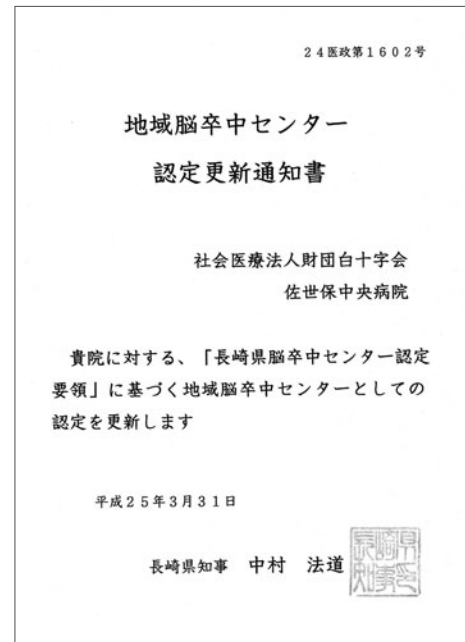 24医政第1602号
地域脳卒中センター
認定更新通知書
社会医療法人財団白十字会
佐世保中央病院
貴院に対する、「長崎県脳卒中センター認定
要領」に基づく地域脳卒中センターとしての
認定を更新します
平成25年3月31日
長崎県知事 中村 法道